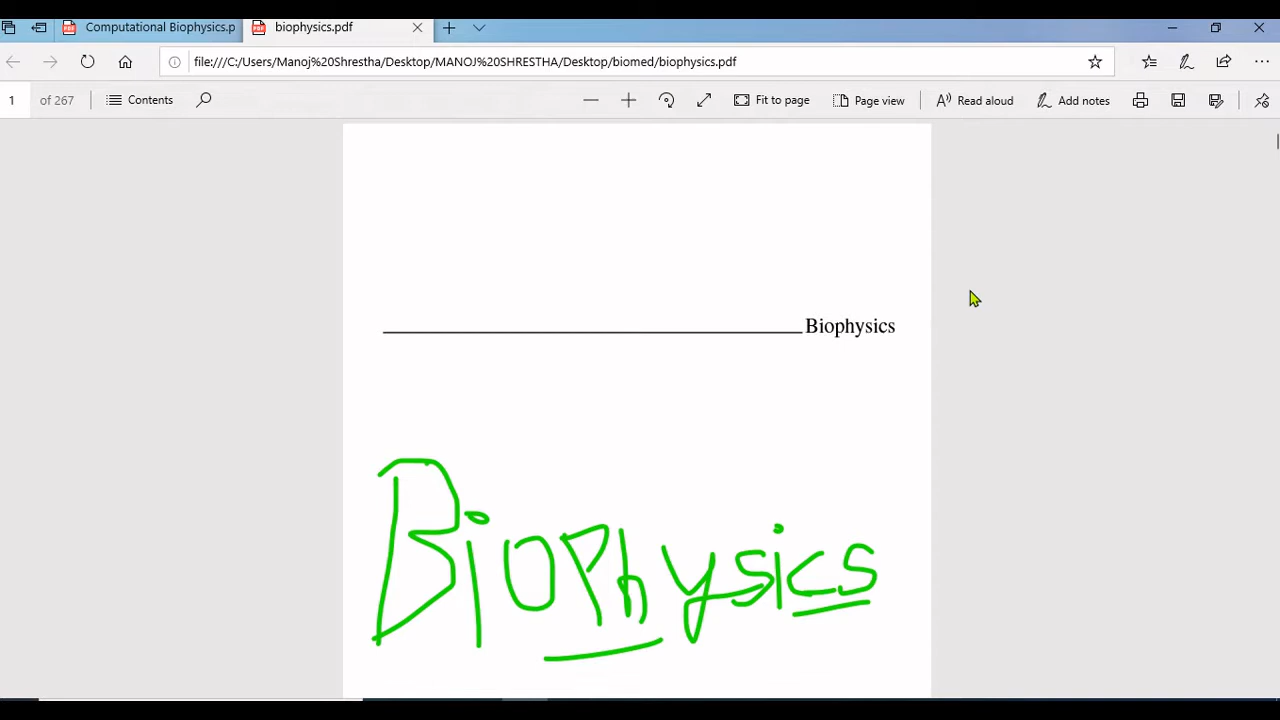 Computational Biophysics.p
biophysics.pdf
file:///C:/Users/Manoj%20Shrestha/Desktop/MANOJ%20SHRESTHA/Desktop/biomed/biophysics.pdf
1 of 267 Contents Fit to page Page view Read aloud Add notes
Biophysics
BioPhysics